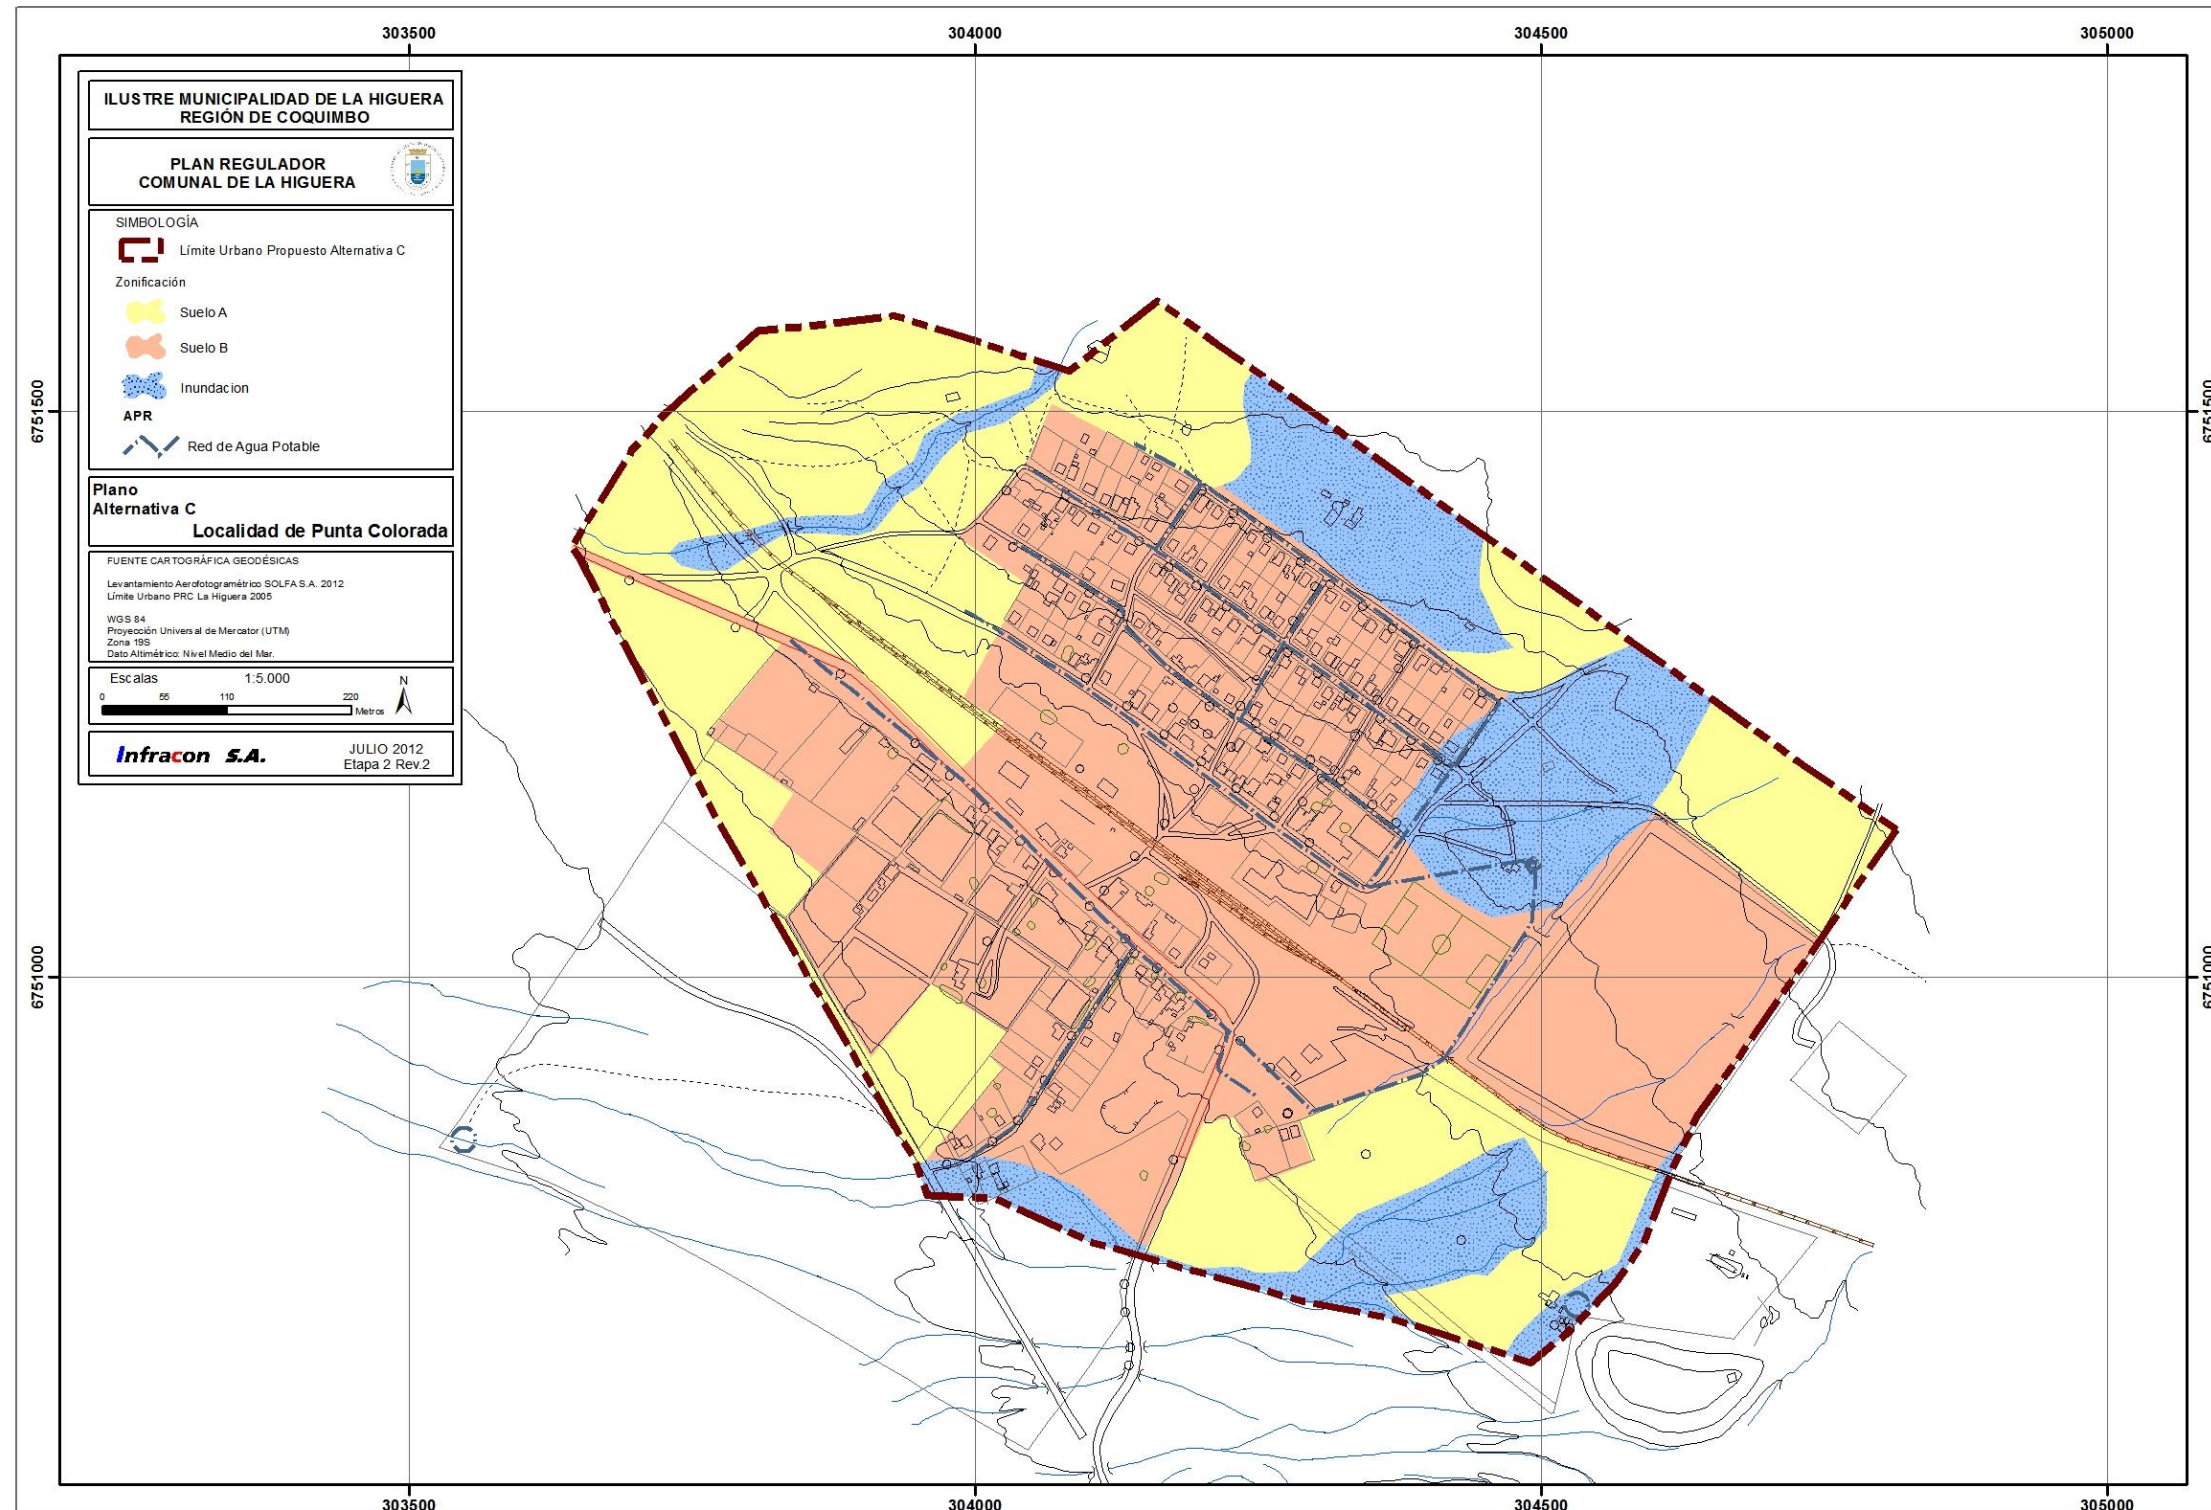 303500 304000 304500 305000
ILUSTRE MUNICIPALIDAD DE LA HIGUERA
REGIÓN DE COQUIMBO
PLAN REGULADOR
COMUNAL DE LA HIGUERA
SIMBOLOGÍA
Límite Urbano Propuesto Alternativa C
Zonificación
Suelo A
Suelo B
Inundacion
APR
Red de Agua Potable
Plano
Alternativa C
Localidad de Punta Colorada
FUENTE CARTOGRÁFICA GEODÉSICAS
Levantamiento Aerofotogramétrico SOLFA S.A. 2012
Límite Urbano PRC La Higuera 2005
WGS 84
Proyección Universal de Mercator (UTM)
Zona 19S
Dato Altimétrico: Nivel Medio del Mar.
Escalas 1:5.000 N
0 55 110 220
Metros
Infracon S.A.
JULIO 2012
Etapa 2 Rev.2
6751500
6751500
6751000
6751000
303500 304000 304500 305000